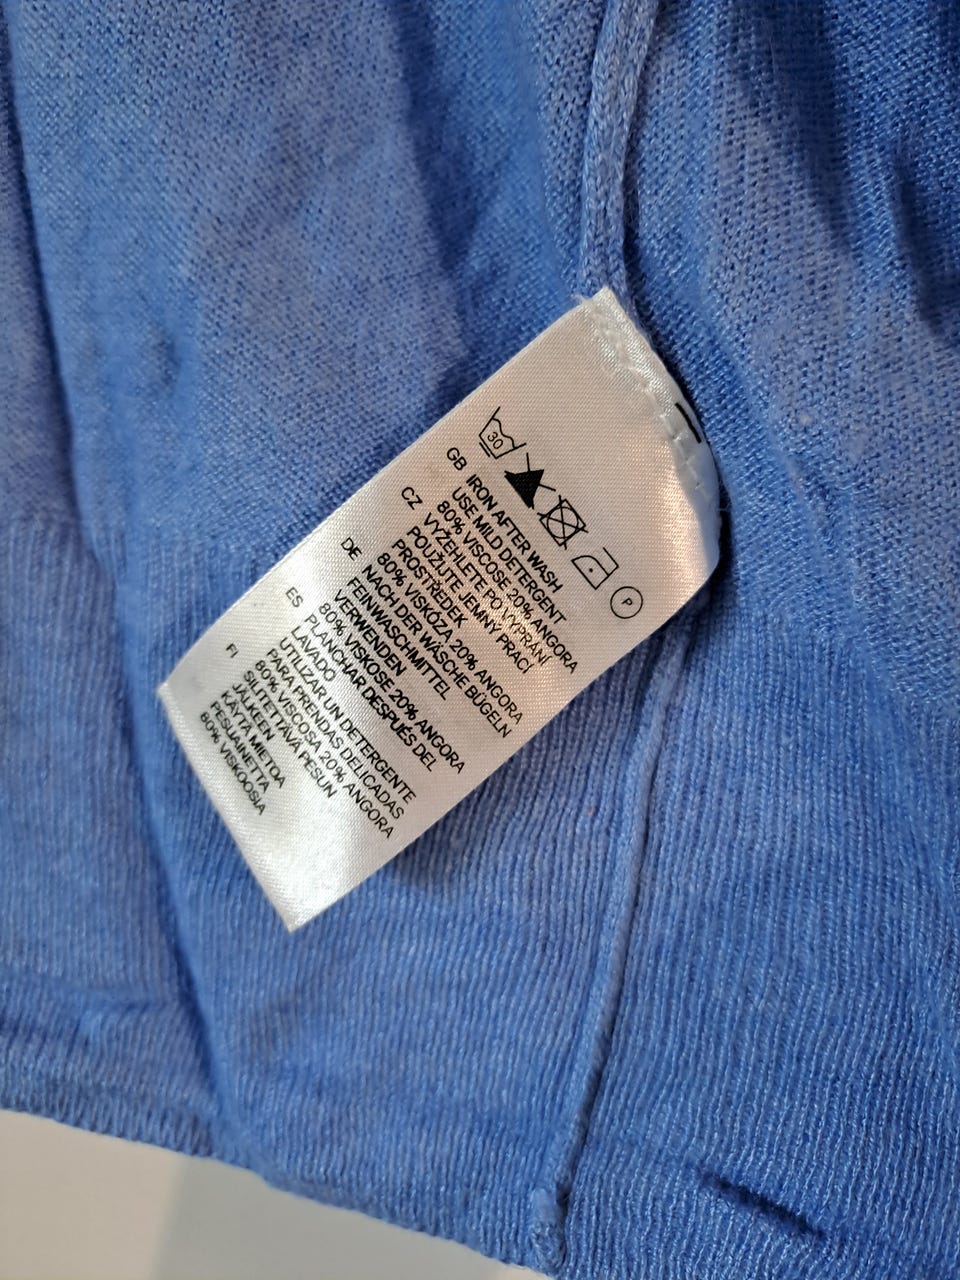 30
P
GB IRON AFTER WASH
USE MILD DETERGENT
80% VISCOSE 20% ANGORA
CZ VYŽEHLETE PO VYPRÁNÍ
POUŽIJTE JEMNÝ PRACÍ
PROSTŘEDEK
80% VISKÓZA 20% ANGORA
DE NACH DER WÄSCHE BÜGELN
FEINWASCHMITTEL
VERWENDEN
80% VISKOSE 20% ANGORA
ES PLANCHAR DESPUÉS DEL
LAVADO
UTILIZAR UN DETERGENTE
PARA PRENDAS DELICADAS
80% VISCOSA 20% ANGORA
FI SILITETTÄVÄ PESUN
JÄLKEEN
KÄYTÄ MIETOA
PESUAINETTA
80% VISKOOSIA